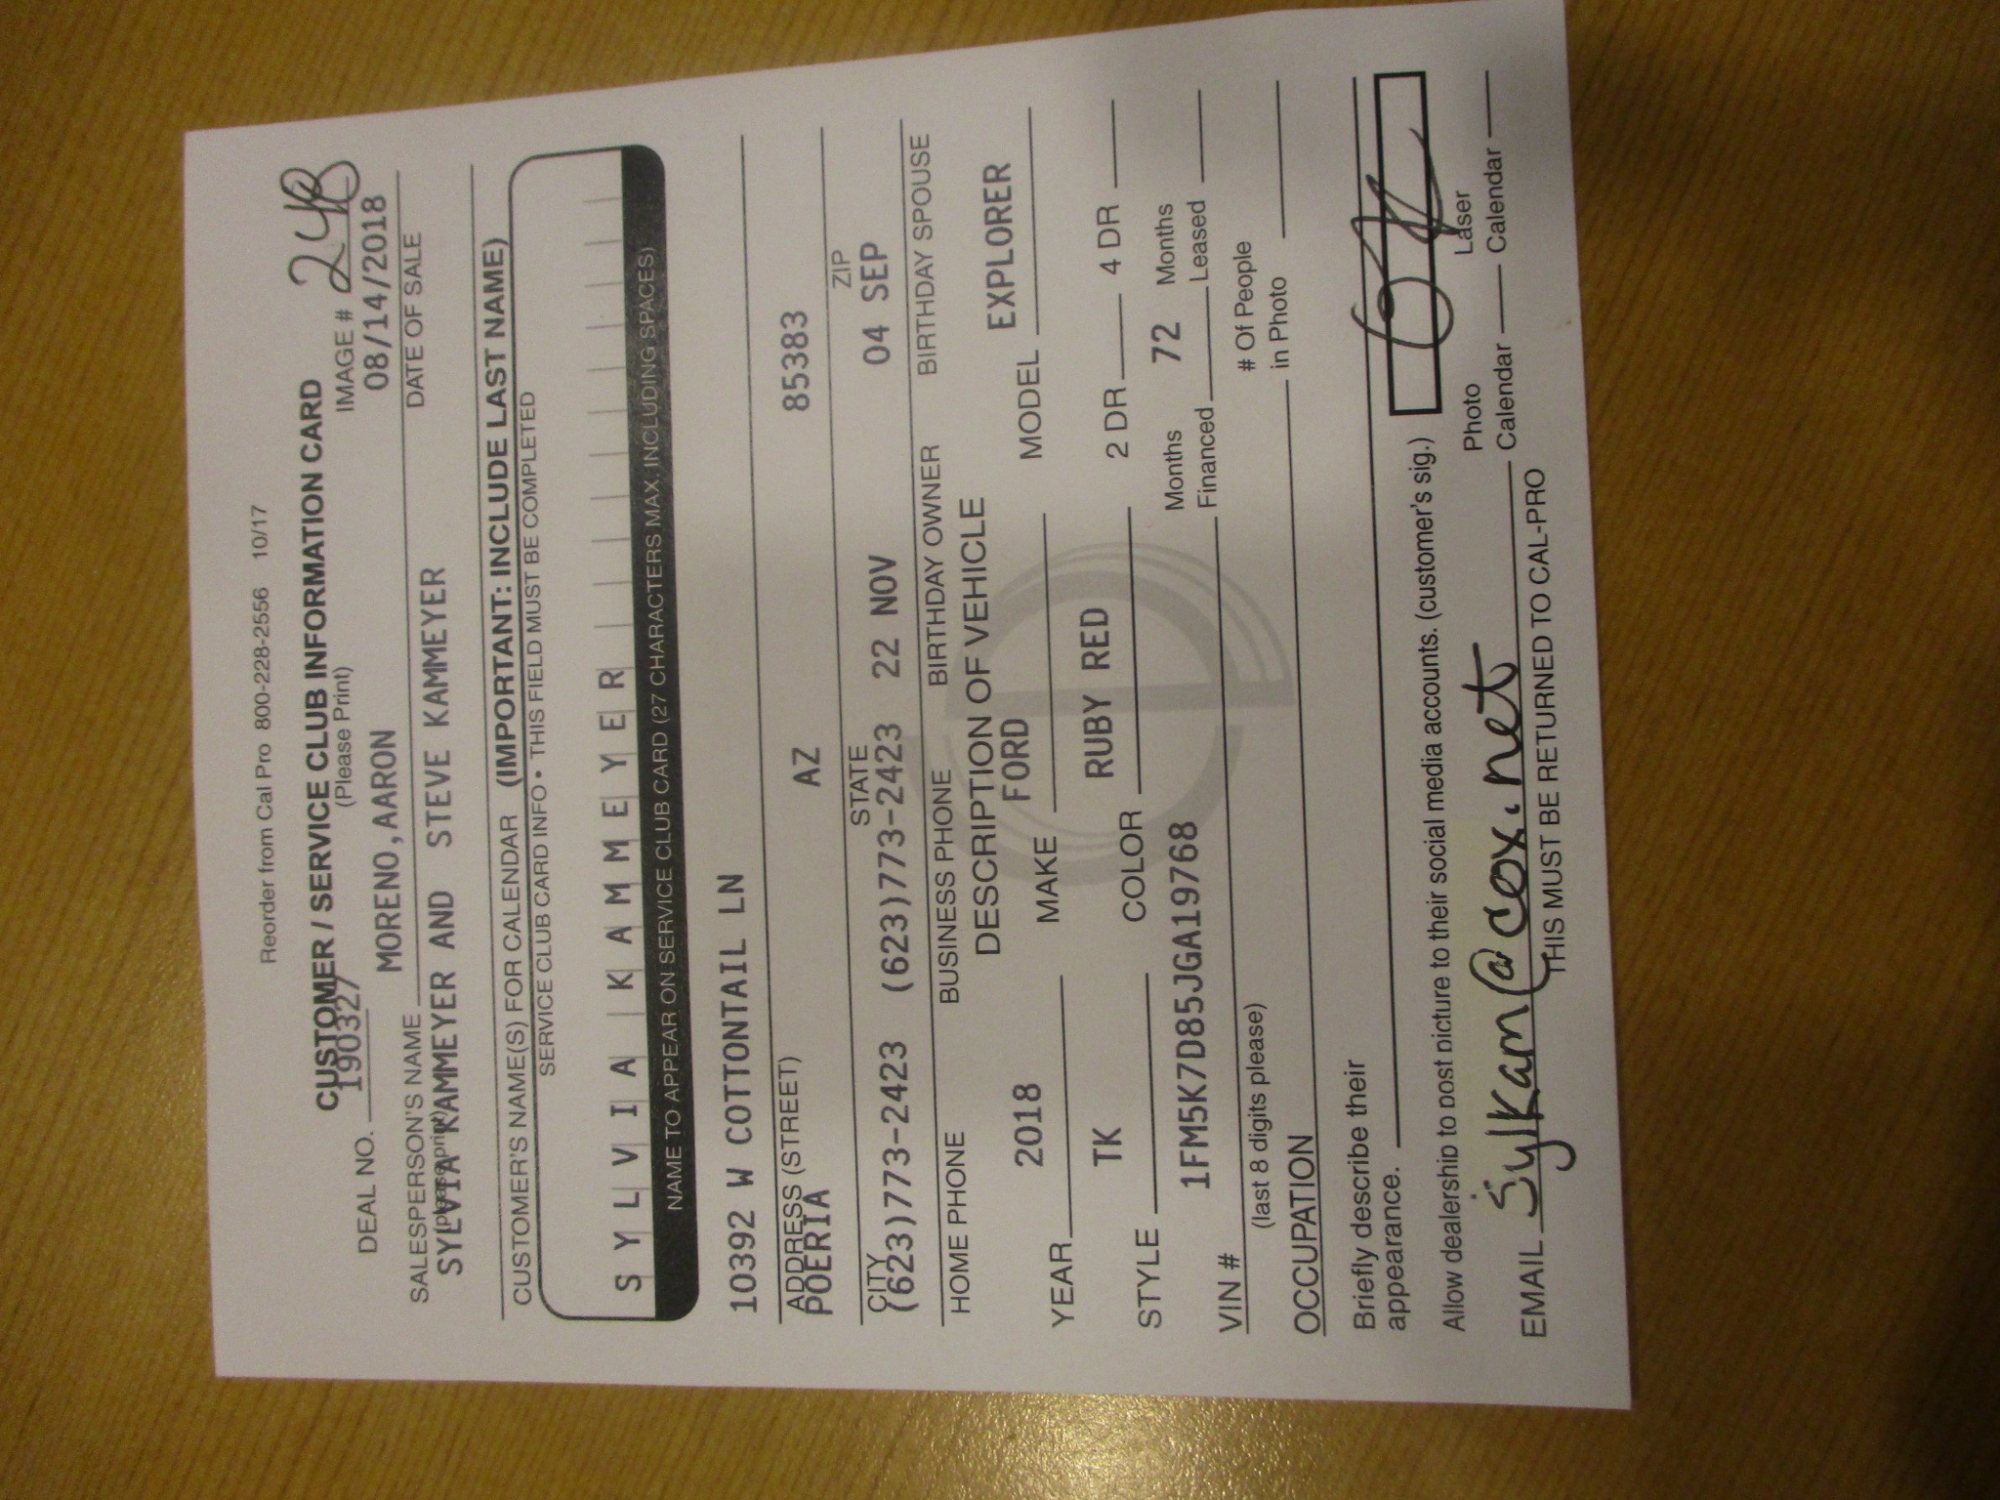 Reorder from Cal Pro 800-228-2556 10/17
CUSTOMER / SERVICE CLUB INFORMATION CARD
(Please Print)
DEAL NO. 190327 IMAGE # 24B
MORENO,AARON 08/14/2018
SALESPERSON'S NAME DATE OF SALE
(please print)
SYLVIA KAMMEYER AND STEVE KAMMEYER
CUSTOMER'S NAME(S) FOR CALENDAR (IMPORTANT: INCLUDE LAST NAME)
SERVICE CLUB CARD INFO • THIS FIELD MUST BE COMPLETED
SYLVIA KAMMEYER
NAME TO APPEAR ON SERVICE CLUB CARD (27 CHARACTERS MAX, INCLUDING SPACES)
10392 W COTTONTAIL LN
ADDRESS (STREET)
POERIA AZ 85383
CITY STATE ZIP
(623)773-2423 (623)773-2423 22 NOV 04 SEP
HOME PHONE BUSINESS PHONE BIRTHDAY OWNER BIRTHDAY SPOUSE
DESCRIPTION OF VEHICLE
YEAR 2018 MAKE FORD MODEL EXPLORER
STYLE TK COLOR RUBY RED 2 DR 4 DR
VIN # 1FM5K7D85JGA19768 Months Financed 72 Months Leased
(last 8 digits please)
OCCUPATION # Of People in Photo
Briefly describe their
appearance.
Allow dealership to post picture to their social media accounts. (customer's sig.)
EMAIL Sylkam@cox.net Photo Calendar Laser Calendar
THIS MUST BE RETURNED TO CAL-PRO